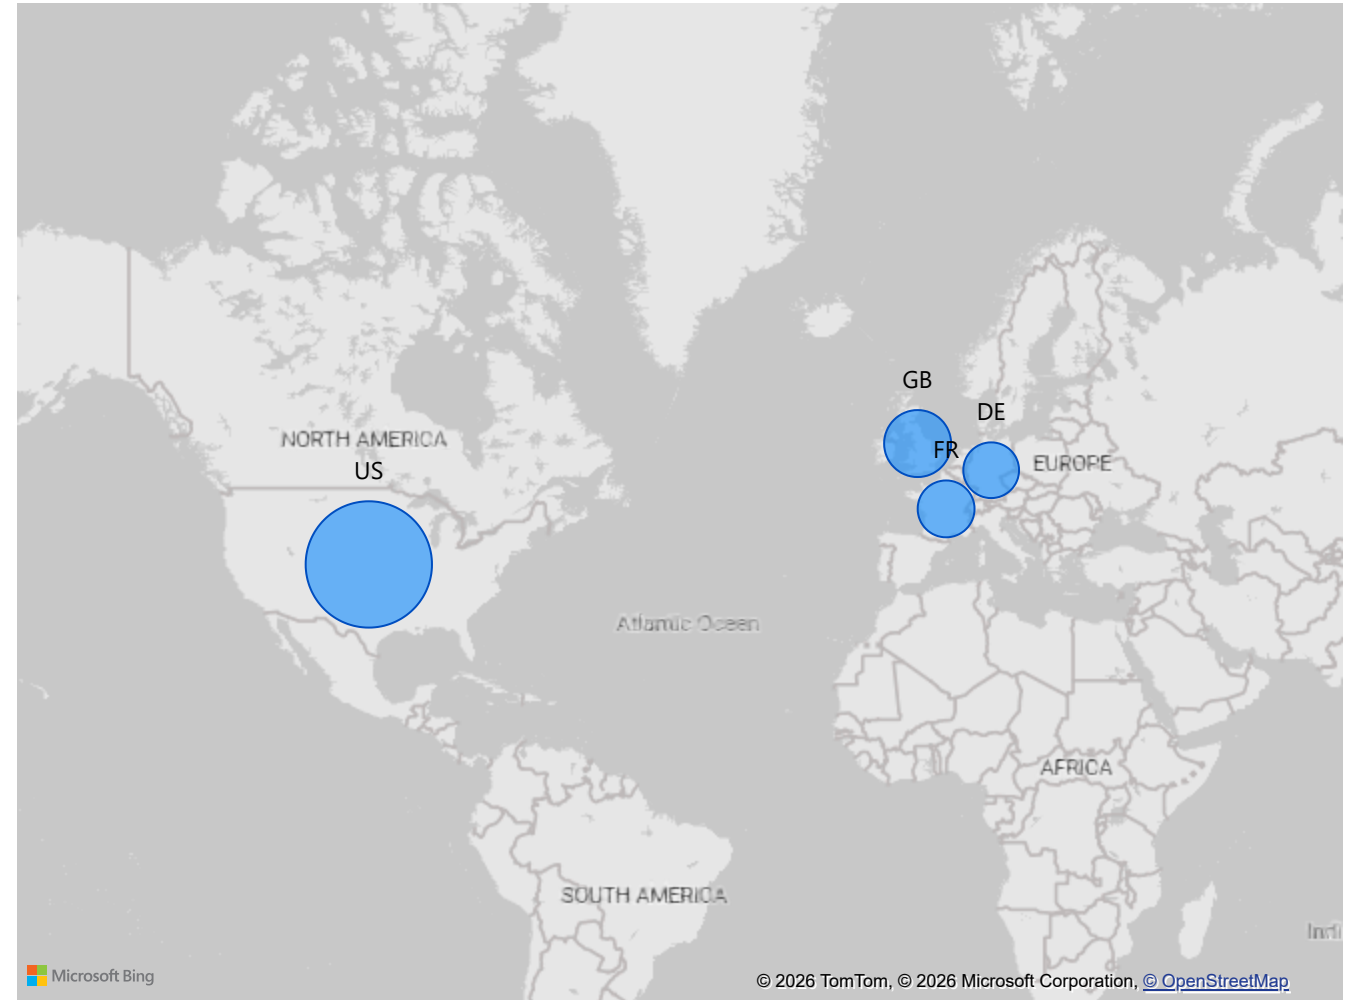 GB
DE
FR
EUROPE
NORTH AMERICA
US
Atlantic Ocean
AFRICA
SOUTH AMERICA
Indi
Microsoft Bing
© 2026 TomTom, © 2026 Microsoft Corporation, © OpenStreetMap